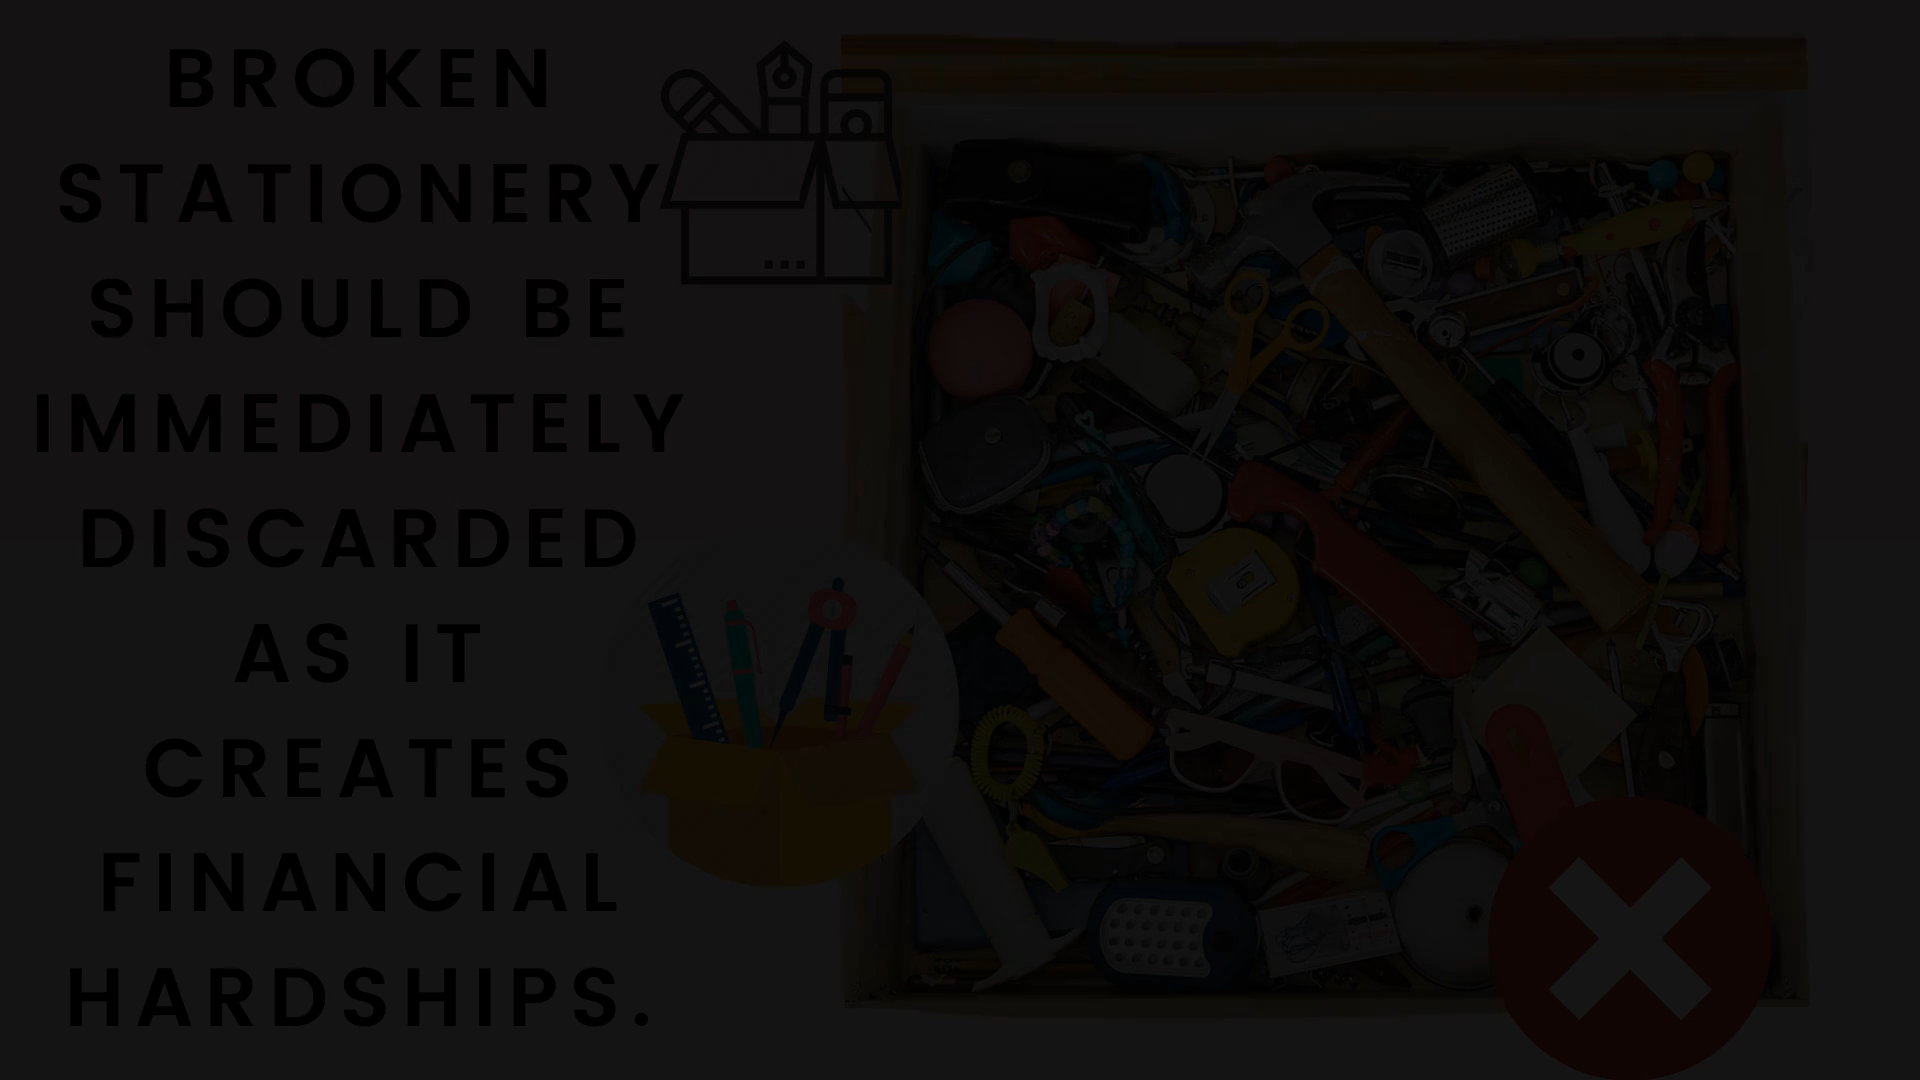 BROKEN
STATIONERY
SHOULD BE
IMMEDIATELY
DISCARDED
AS IT
CREATES
FINANCIAL
HARDSHIPS.